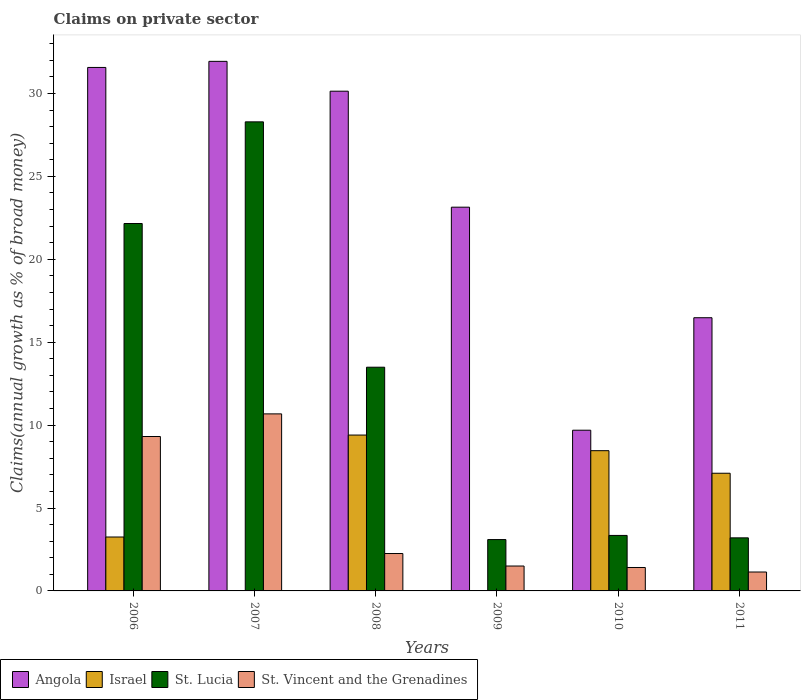 Claims on private sector
Claims(annual growth as % of broad money)
30
25
20
15
10
5
0
2006
2007
2008
2009
2010
2011
Years
Angola
Israel
St. Lucia
St. Vincent and the Grenadines